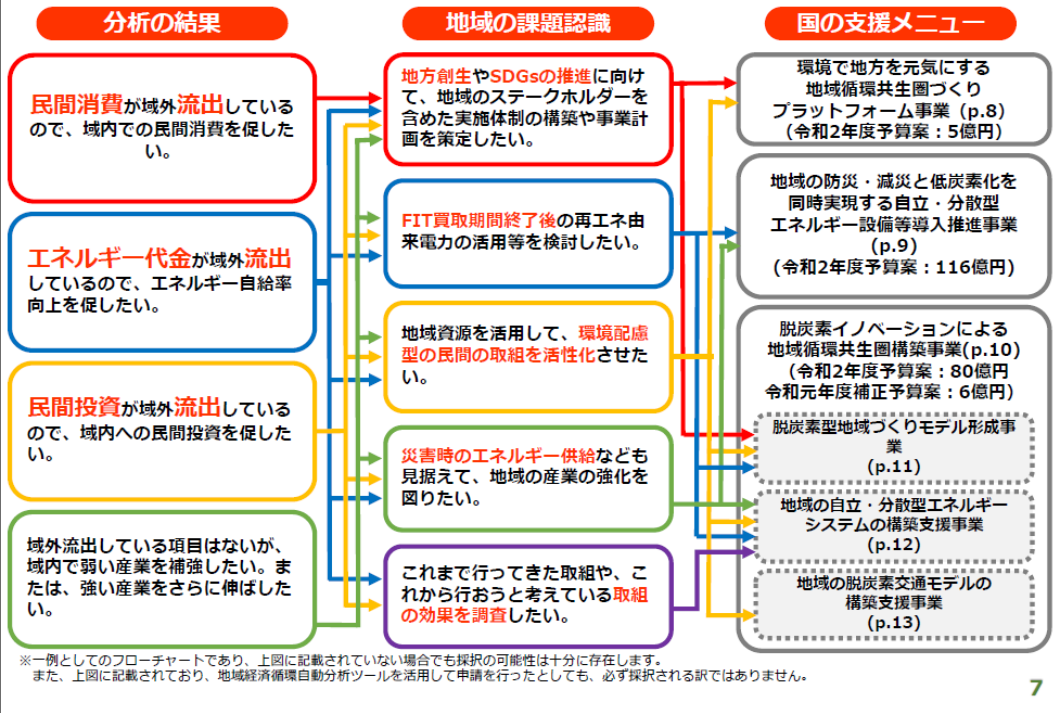 分析の結果
民間消費が域外流出しているので、域内での民間消費を促したい。
エネルギー代金が域外流出しているので、エネルギー自給率向上を促したい。
民間投資が域外流出しているので、域内への民間投資を促したい。
域外流出している項目はないが、域内で弱い産業を補強したい。または、強い産業をさらに伸ばしたい。
地域の課題認識
地方創生やSDGsの推進に向けて、地域のステークホルダーを含めた実施体制の構築や事業計画を策定したい。
FIT買取期間終了後の再エネ由来電力の活用等を検討したい。
地域資源を活用して、環境配慮型の民間の取組を活性化させたい。
災害時のエネルギー供給なども見据えて、地域の産業の強化を図りたい。
これまで行ってきた取組や、これから行おうと考えている取組の効果を調査したい。
国の支援メニュー
環境で地方を元気にする
地域循環共生圏づくり
プラットフォーム事業（p.8）
（令和2年度予算案：5億円）
地域の防災・減災と低炭素化を
同時実現する自立・分散型
エネルギー設備等導入推進事業
(p.9)
（令和2年度予算案：116億円）
脱炭素イノベーションによる
地域循環共生圏構築事業(p.10)
（令和2年度予算案：80億円
令和元年度補正予算案：6億円）
脱炭素型地域づくりモデル形成事業
(p.11)
地域の自立・分散型エネルギー
システムの構築支援事業
(p.12)
地域の脱炭素交通モデルの
構築支援事業
(p.13)
※一例としてのフローチャートであり、上図に記載されていない場合でも採択の可能性は十分に存在します。
また、上図に記載されており、地域経済循環自動分析ツールを活用して申請を行ったとしても、必ず採択される訳ではありません。
7